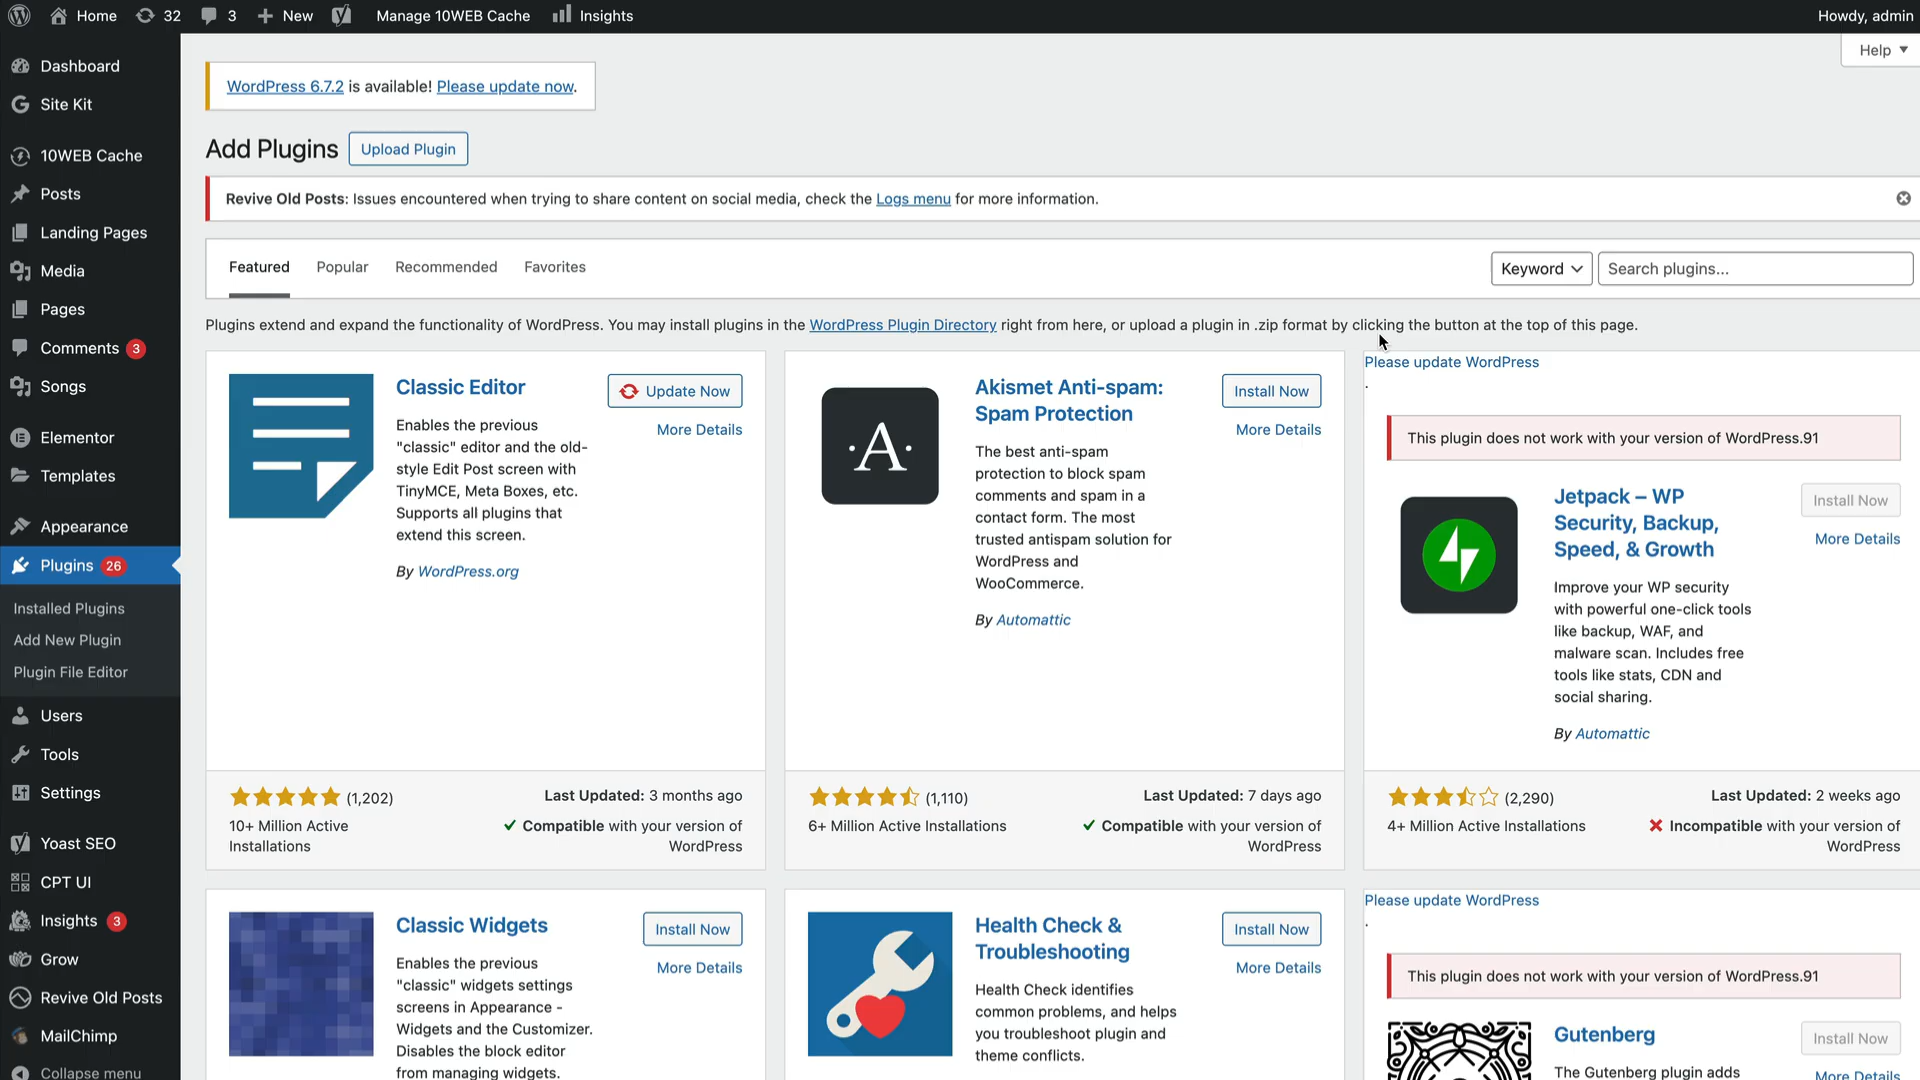 Home
32
3
New
Manage 10WEB Cache
Insights
Howdy, admin
Help
Dashboard
Site Kit
10WEB Cache
Posts
Landing Pages
Media
Pages
Comments 3
Songs
Elementor
Templates
Appearance
Plugins 26
Installed Plugins
Add New Plugin
Plugin File Editor
Users
Tools
Settings
Yoast SEO
CPT UI
Insights 3
Grow
Revive Old Posts
MailChimp
Collapse menu
WordPress 6.7.2 is available! Please update now.
Add Plugins
Upload Plugin
Revive Old Posts: Issues encountered when trying to share content on social media, check the Logs menu for more information.
Featured
Popular
Recommended
Favorites
Keyword
Search plugins...
Plugins extend and expand the functionality of WordPress. You may install plugins in the WordPress Plugin Directory right from here, or upload a plugin in .zip format by clicking the button at the top of this page.
Classic Editor
Update Now
More Details
Enables the previous
"classic" editor and the old-
style Edit Post screen with
TinyMCE, Meta Boxes, etc.
Supports all plugins that
extend this screen.
By WordPress.org
(1,202)
10+ Million Active
Installations
Last Updated: 3 months ago
Compatible with your version of
WordPress
·A·
Akismet Anti-spam:
Spam Protection
Install Now
More Details
The best anti-spam
protection to block spam
comments and spam in a
contact form. The most
trusted antispam solution for
WordPress and
WooCommerce.
By Automattic
(1,110)
6+ Million Active Installations
Last Updated: 7 days ago
Compatible with your version of
WordPress
Please update WordPress
.
This plugin does not work with your version of WordPress.91
Jetpack – WP
Security, Backup,
Speed, & Growth
Install Now
More Details
Improve your WP security
with powerful one-click tools
like backup, WAF, and
malware scan. Includes free
tools like stats, CDN and
social sharing.
By Automattic
(2,290)
4+ Million Active Installations
Last Updated: 2 weeks ago
Incompatible with your version of
WordPress
Classic Widgets
Install Now
More Details
Enables the previous
"classic" widgets settings
screens in Appearance -
Widgets and the Customizer.
Disables the block editor
from managing widgets.
Health Check &
Troubleshooting
Install Now
More Details
Health Check identifies
common problems, and helps
you troubleshoot plugin and
theme conflicts.
Please update WordPress
.
This plugin does not work with your version of WordPress.91
Gutenberg
Install Now
More Details
The Gutenberg plugin adds